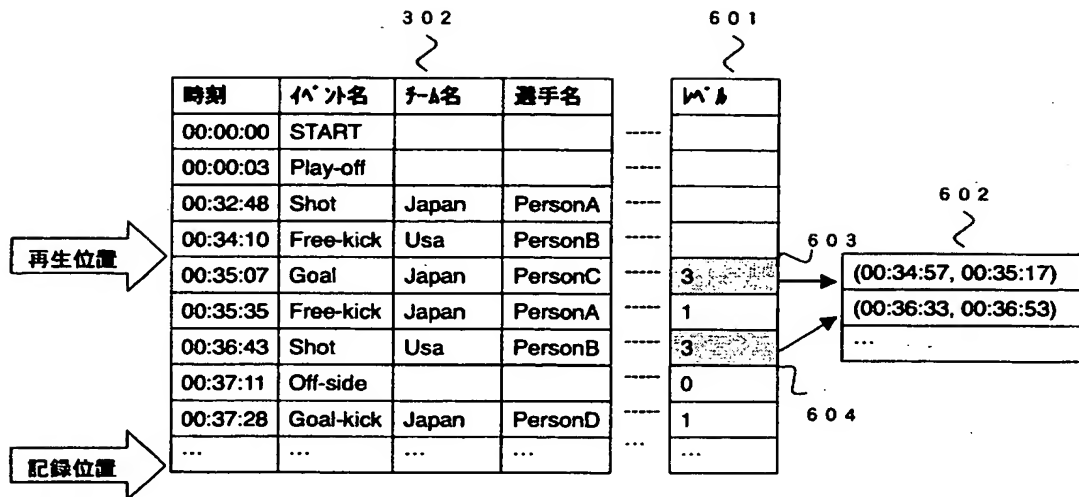 302 601
時刻 イベント名 チーム名 選手名 レベル
00:00:00 START -----
00:00:03 Play-off -----
00:32:48 Shot Japan PersonA ----- 602
00:34:10 Free-kick Usa PersonB ----- 603
再生位置
00:35:07 Goal Japan PersonC ----- 3 (00:34:57, 00:35:17)
00:35:35 Free-kick Japan PersonA ----- 1 (00:36:33, 00:36:53)
00:36:43 Shot Usa PersonB ----- 3 …
00:37:11 Off-side ----- 0
604
00:37:28 Goal-kick Japan PersonD ----- 1
… … … … … …
記録位置